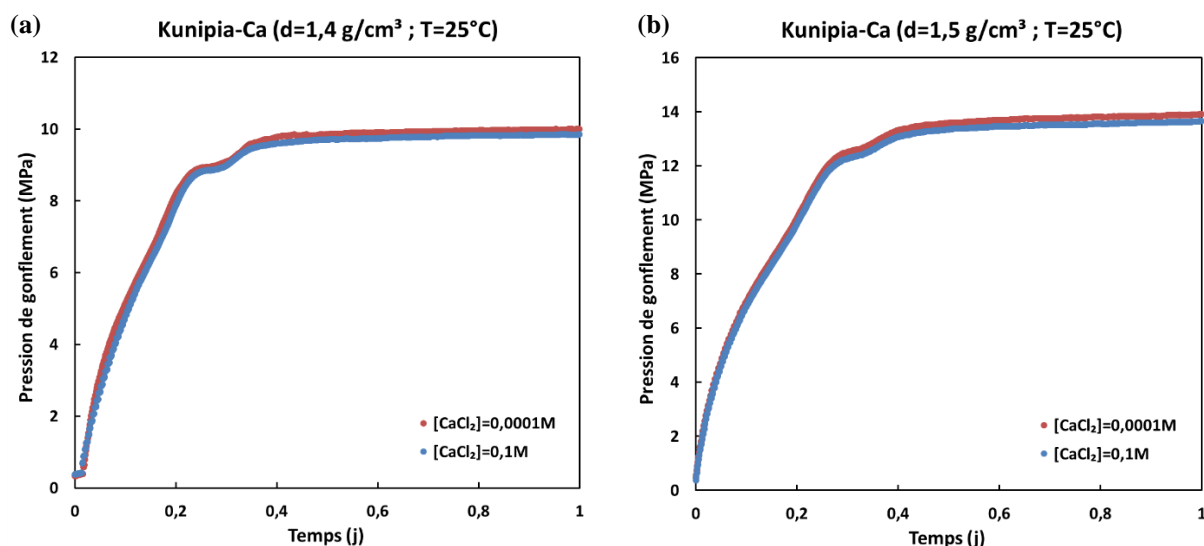 (a)
Kunipia-Ca (d=1,4 g/cm³ ; T=25°C)
Pression de gonflement (MPa)
12
10
8
6
4
2
0
[CaCl₂]=0,0001M
[CaCl₂]=0,1M
0 0,2 0,4 0,6 0,8 1
Temps (j)
(b)
Kunipia-Ca (d=1,5 g/cm³ ; T=25°C)
Pression de gonflement (MPa)
16
14
12
10
8
6
4
2
0
[CaCl₂]=0,0001M
[CaCl₂]=0,1M
0 0,2 0,4 0,6 0,8 1
Temps (j)